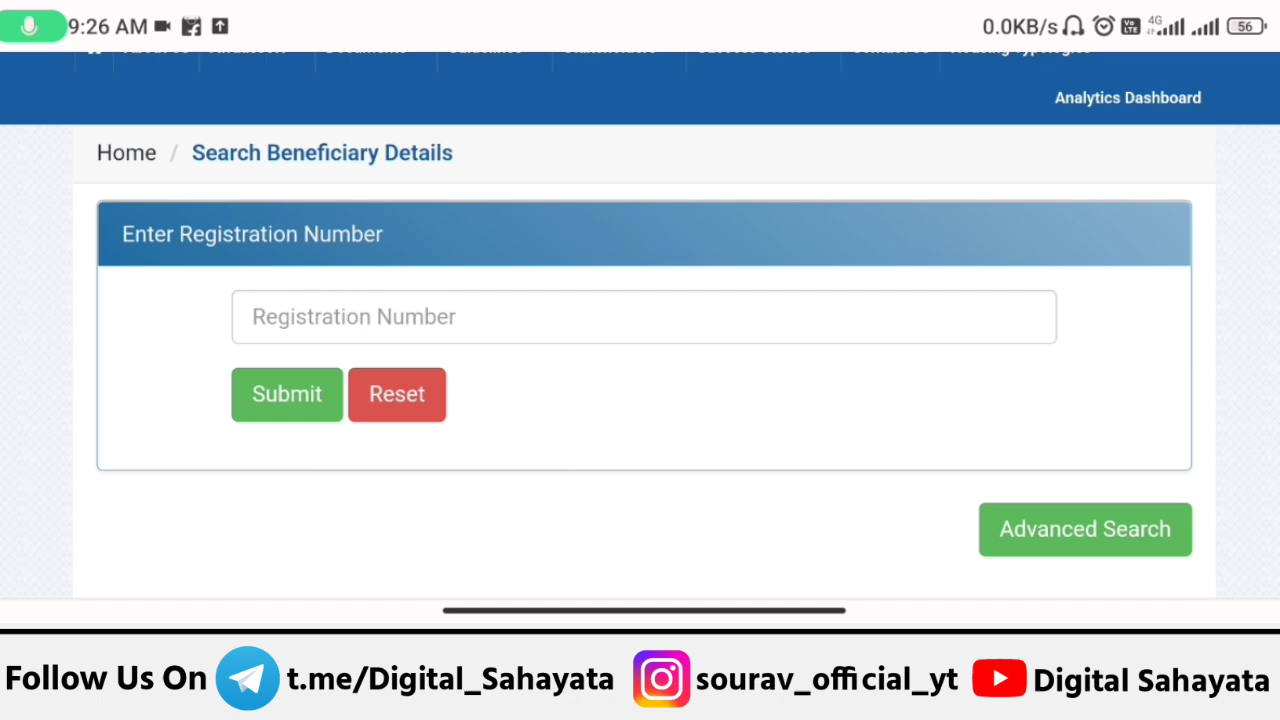 9:26 AM
0.0KB/s 4G 56
Analytics Dashboard
Home / Search Beneficiary Details
Enter Registration Number
Registration Number
Submit Reset
Advanced Search
Follow Us On t.me/Digital_Sahayata sourav_official_yt Digital Sahayata